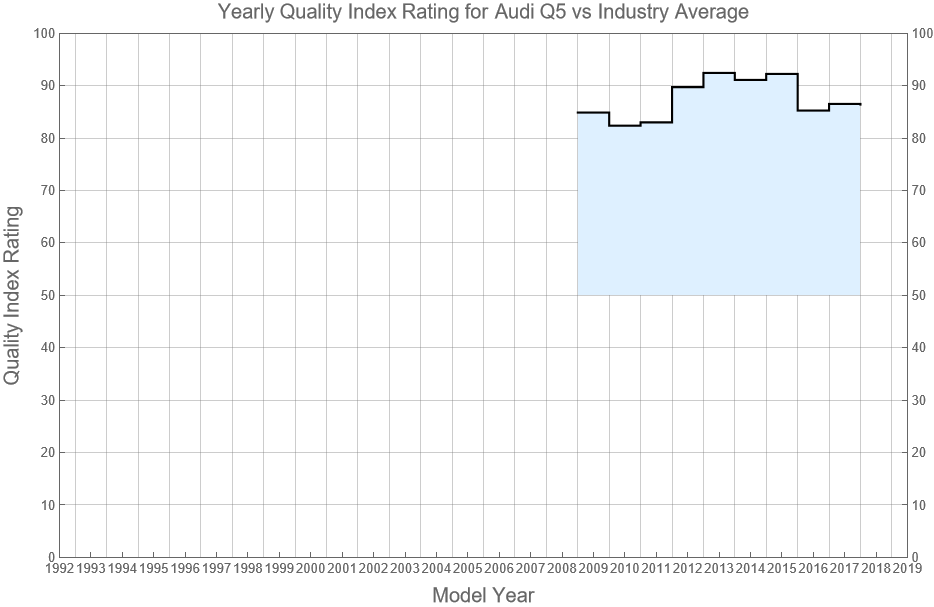 Yearly Quality Index Rating for Audi Q5 vs Industry Average
100 100
90 90
80 80
70 70
60 60
50 50
40 40
30 30
20 20
10 10
0 0
Quality Index Rating
1992 1993 1994 1995 1996 1997 1998 1999 2000 2001 2002 2003 2004 2005 2006 2007 2008 2009 2010 2011 2012 2013 2014 2015 2016 2017 2018 2019
Model Year